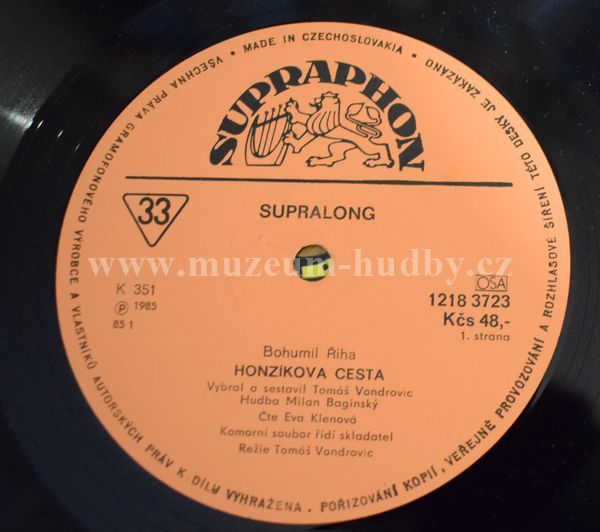 VŠECHNA PRÁVA GRAMOFONOVÉHO VÝROBCE A VLASTNÍKŮ AUTORSKÝCH PRÁV K DÍLU VYHRAŽENA. POŘIZOVÁNÍ KOPIÍ, VEŘEJNÉ PROVOZOVÁNÍ A ROZHLASOVÉ ŠÍŘENÍ TÉTO DESKY JE ZAKÁZÁNO • MADE IN CZECHOSLOVAKIA •
SUPRAPHON
33
SUPRALONG
www.muzeum-hudby.cz
K 351
Ⓟ 1985
85 1
OSA
1218 3723
Kčs 48,-
1. strana
Bohumil Říha
HONZÍKOVA CESTA
Vybral a sestavil Tomáš Vondrovic
Hudba Milan Baginský
Čte Eva Klenová
Komorní soubor řídí skladatel
Režie Tomáš Vondrovic